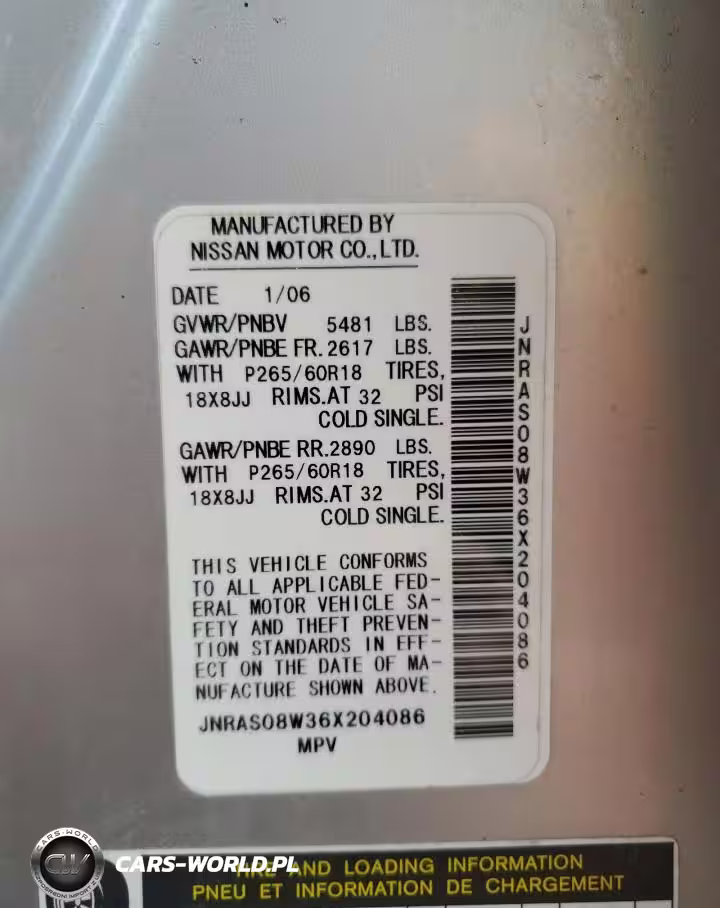 MANUFACTURED BY
NISSAN MOTOR CO.,LTD.
DATE 1/06
GVWR/PNBV 5481 LBS.
GAWR/PNBE FR. 2617 LBS.
WITH P265/60R18 TIRES,
18X8JJ RIMS.AT 32 PSI
COLD SINGLE.
GAWR/PNBE RR. 2890 LBS.
WITH P265/60R18 TIRES,
18X8JJ RIMS.AT 32 PSI
COLD SINGLE.
THIS VEHICLE CONFORMS
TO ALL APPLICABLE FED-
ERAL MOTOR VEHICLE SA-
FETY AND THEFT PREVEN-
TION STANDARDS IN EFF-
ECT ON THE DATE OF MA-
NUFACTURE SHOWN ABOVE.
JNRAS08W36X204086
MPV
JNRAS08W36X204086
CARS-WORLD
CW
CARS-WORLD.PL
AND LOADING INFORMATION
PNEU ET INFORMATION DE CHARGEMENT